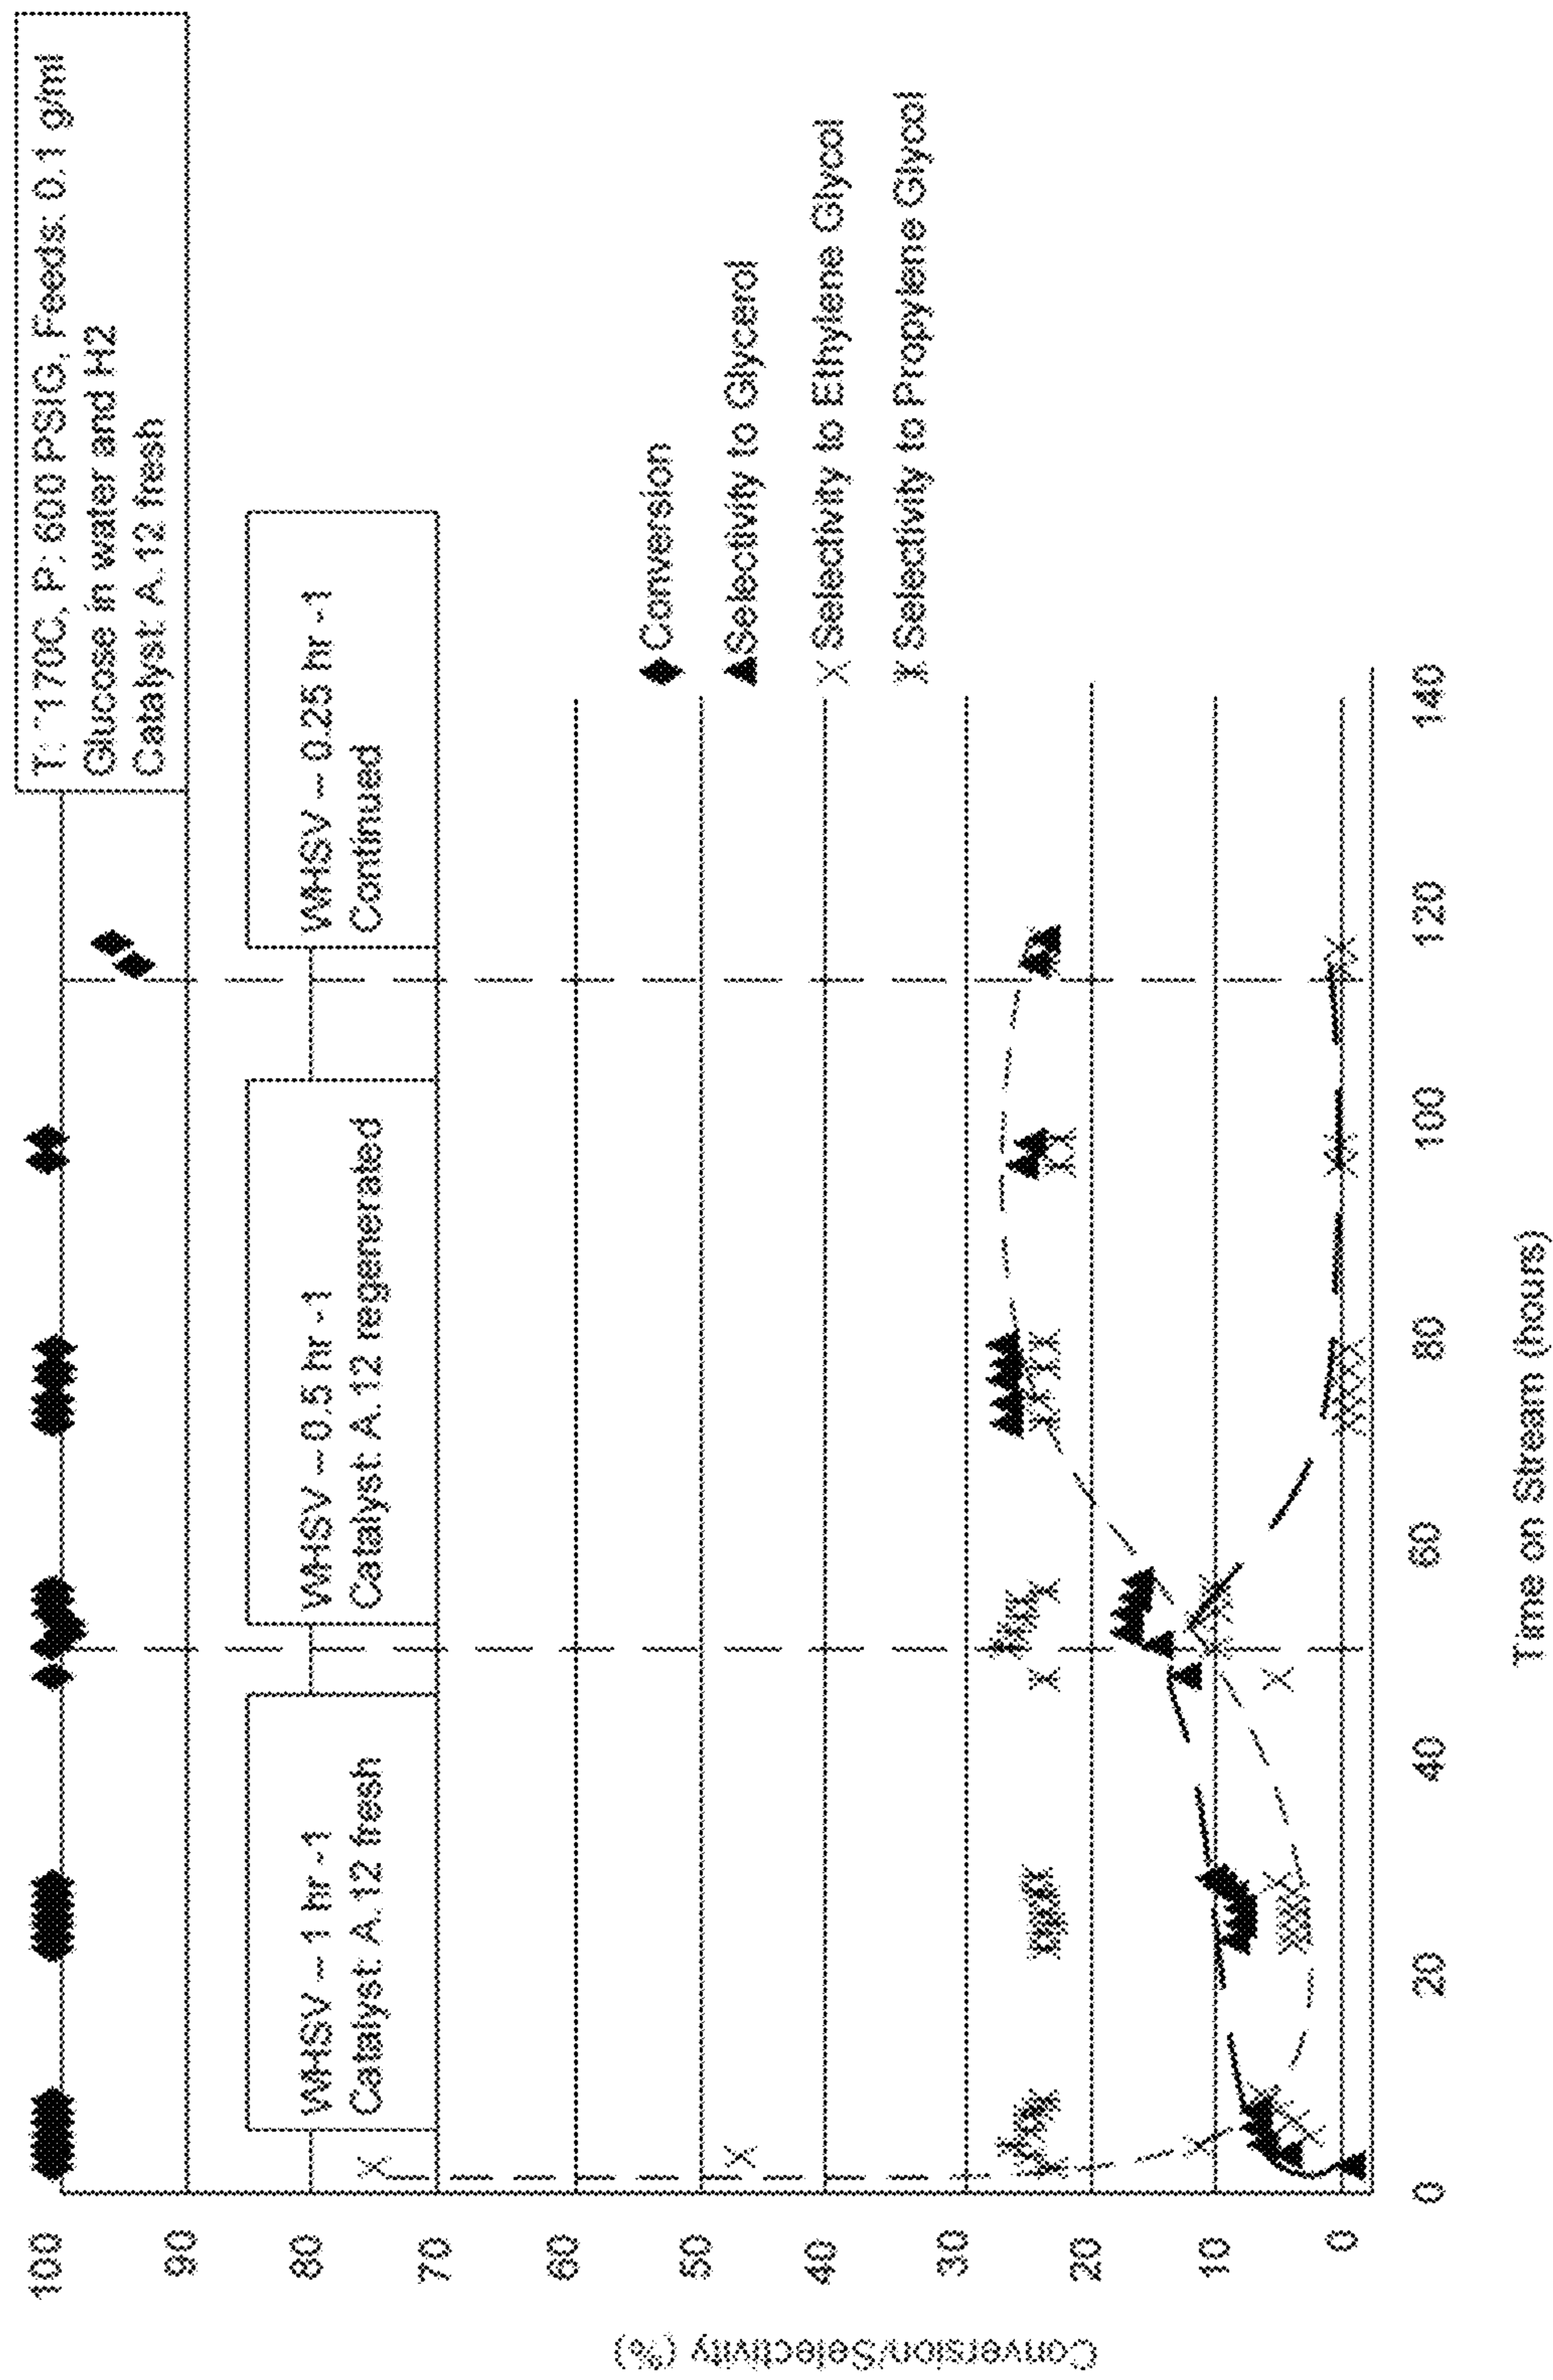 T: 170C, P: 600 PSIG, Feeds: 0.1 g/ml
Glucose in water and H2
Catalyst: A.12 fresh
WHSV -- 1 hr -1
Catalyst: A.12 fresh
WHSV -- 0.5 hr -1
Catalyst: A.12 regenerated
WHSV -- 0.25 hr -1
Continued
Conversion
Selectivity to Glycerol
Selectivity to Ethylene Glycol
Selectivity to Propylene Glycol
Conversion/Selectivity (%)
100
90
80
70
60
50
40
30
20
10
0
0
20
40
60
80
100
120
140
Time on Stream (hours)